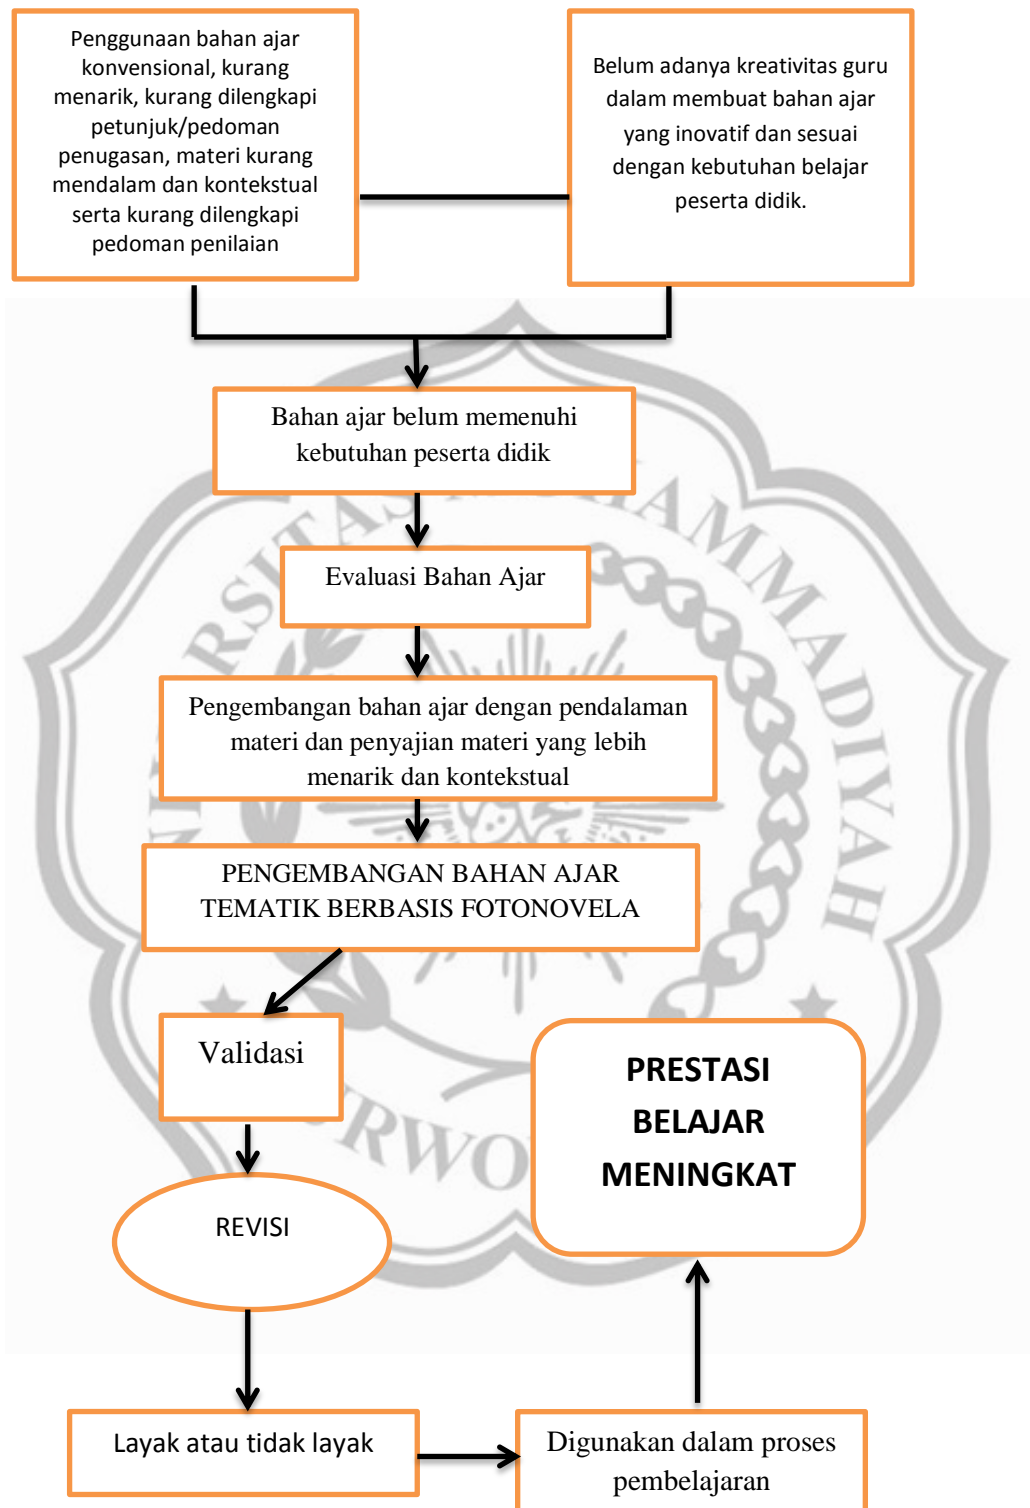 Penggunaan bahan ajar
konvensional, kurang
menarik, kurang dilengkapi
petunjuk/pedoman
penugasan, materi kurang
mendalam dan kontekstual
serta kurang dilengkapi
pedoman penilaian
Belum adanya kreativitas guru
dalam membuat bahan ajar
yang inovatif dan sesuai
dengan kebutuhan belajar
peserta didik.
Bahan ajar belum memenuhi
kebutuhan peserta didik
Evaluasi Bahan Ajar
Pengembangan bahan ajar dengan pendalaman
materi dan penyajian materi yang lebih
menarik dan kontekstual
PENGEMBANGAN BAHAN AJAR
TEMATIK BERBASIS FOTONOVELA
Validasi
REVISI
Layak atau tidak layak
Digunakan dalam proses
pembelajaran
PRESTASI
BELAJAR
MENINGKAT